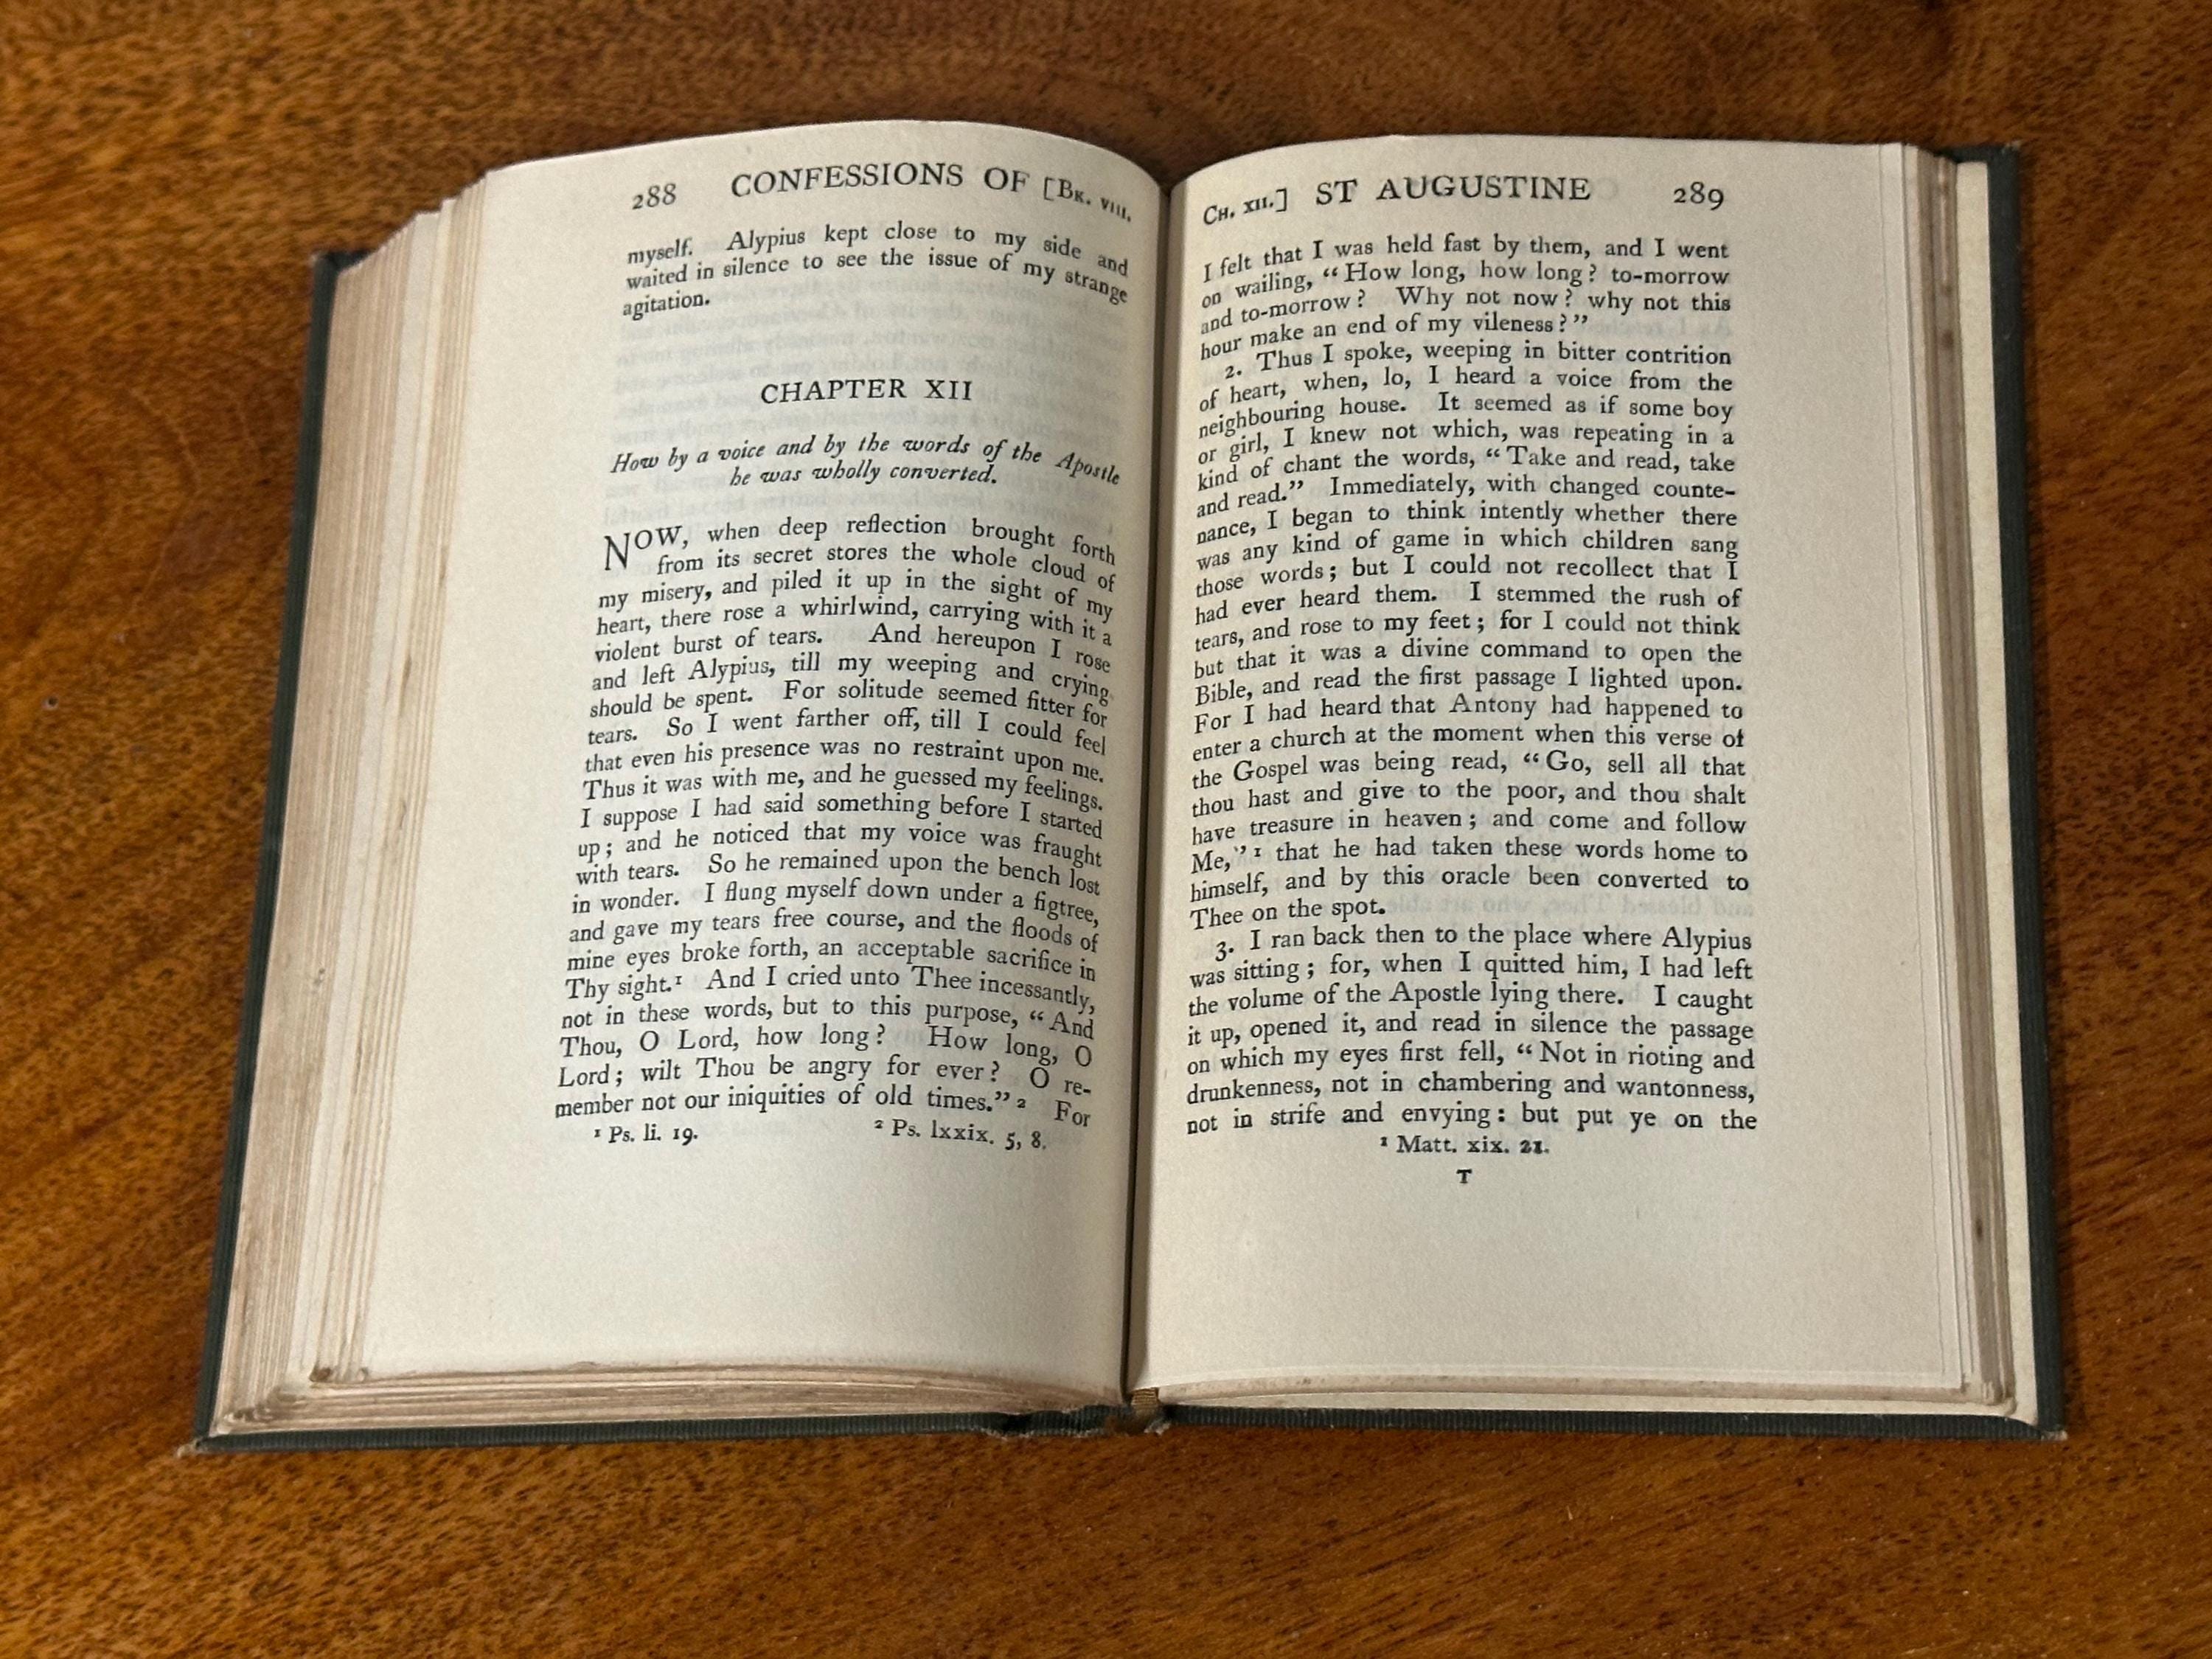 288 CONFESSIONS OF [BK. VIII.
myself. Alypius kept close to my side and
waited in silence to see the issue of my strange
agitation.
CHAPTER XII
How by a voice and by the words of the Apostle
he was wholly converted.
NOW, when deep reflection brought forth
from its secret stores the whole cloud of
my misery, and piled it up in the sight of my
heart, there rose a whirlwind, carrying with it a
violent burst of tears. And hereupon I rose
and left Alypius, till my weeping and crying
should be spent. For solitude seemed fitter for
tears. So I went farther off, till I could feel
that even his presence was no restraint upon me.
Thus it was with me, and he guessed my feelings.
I suppose I had said something before I started
up; and he noticed that my voice was fraught
with tears. So he remained upon the bench lost
in wonder. I flung myself down under a figtree,
and gave my tears free course, and the floods of
mine eyes broke forth, an acceptable sacrifice in
Thy sight.¹ And I cried unto Thee incessantly,
not in these words, but to this purpose, “And
Thou, O Lord, how long? How long, O
Lord; wilt Thou be angry for ever? O re-
member not our iniquities of old times.”² For
¹ Ps. li. 19. ² Ps. lxxix. 5, 8.
CH. XII.] ST AUGUSTINE 289
I felt that I was held fast by them, and I went
on wailing, “How long, how long? to-morrow
and to-morrow? Why not now? why not this
hour make an end of my vileness?”
2. Thus I spoke, weeping in bitter contrition
of heart, when, lo, I heard a voice from the
neighbouring house. It seemed as if some boy
or girl, I knew not which, was repeating in a
kind of chant the words, “Take and read, take
and read.” Immediately, with changed counte-
nance, I began to think intently whether there
was any kind of game in which children sang
those words; but I could not recollect that I
had ever heard them. I stemmed the rush of
tears, and rose to my feet; for I could not think
but that it was a divine command to open the
Bible, and read the first passage I lighted upon.
For I had heard that Antony had happened to
enter a church at the moment when this verse of
the Gospel was being read, “Go, sell all that
thou hast and give to the poor, and thou shalt
have treasure in heaven; and come and follow
Me,”¹ that he had taken these words home to
himself, and by this oracle been converted to
Thee on the spot.
3. I ran back then to the place where Alypius
was sitting; for, when I quitted him, I had left
the volume of the Apostle lying there. I caught
it up, opened it, and read in silence the passage
on which my eyes first fell, “Not in rioting and
drunkenness, not in chambering and wantonness,
not in strife and envying: but put ye on the
¹ Matt. xix. 21.
T